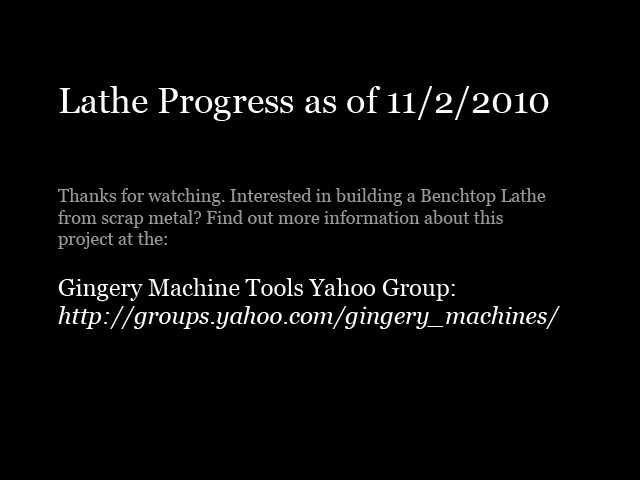 Lathe Progress as of 11/2/2010
Thanks for watching. Interested in building a Benchtop Lathe
from scrap metal? Find out more information about this
project at the:
Gingery Machine Tools Yahoo Group:
http://groups.yahoo.com/gingery_machines/